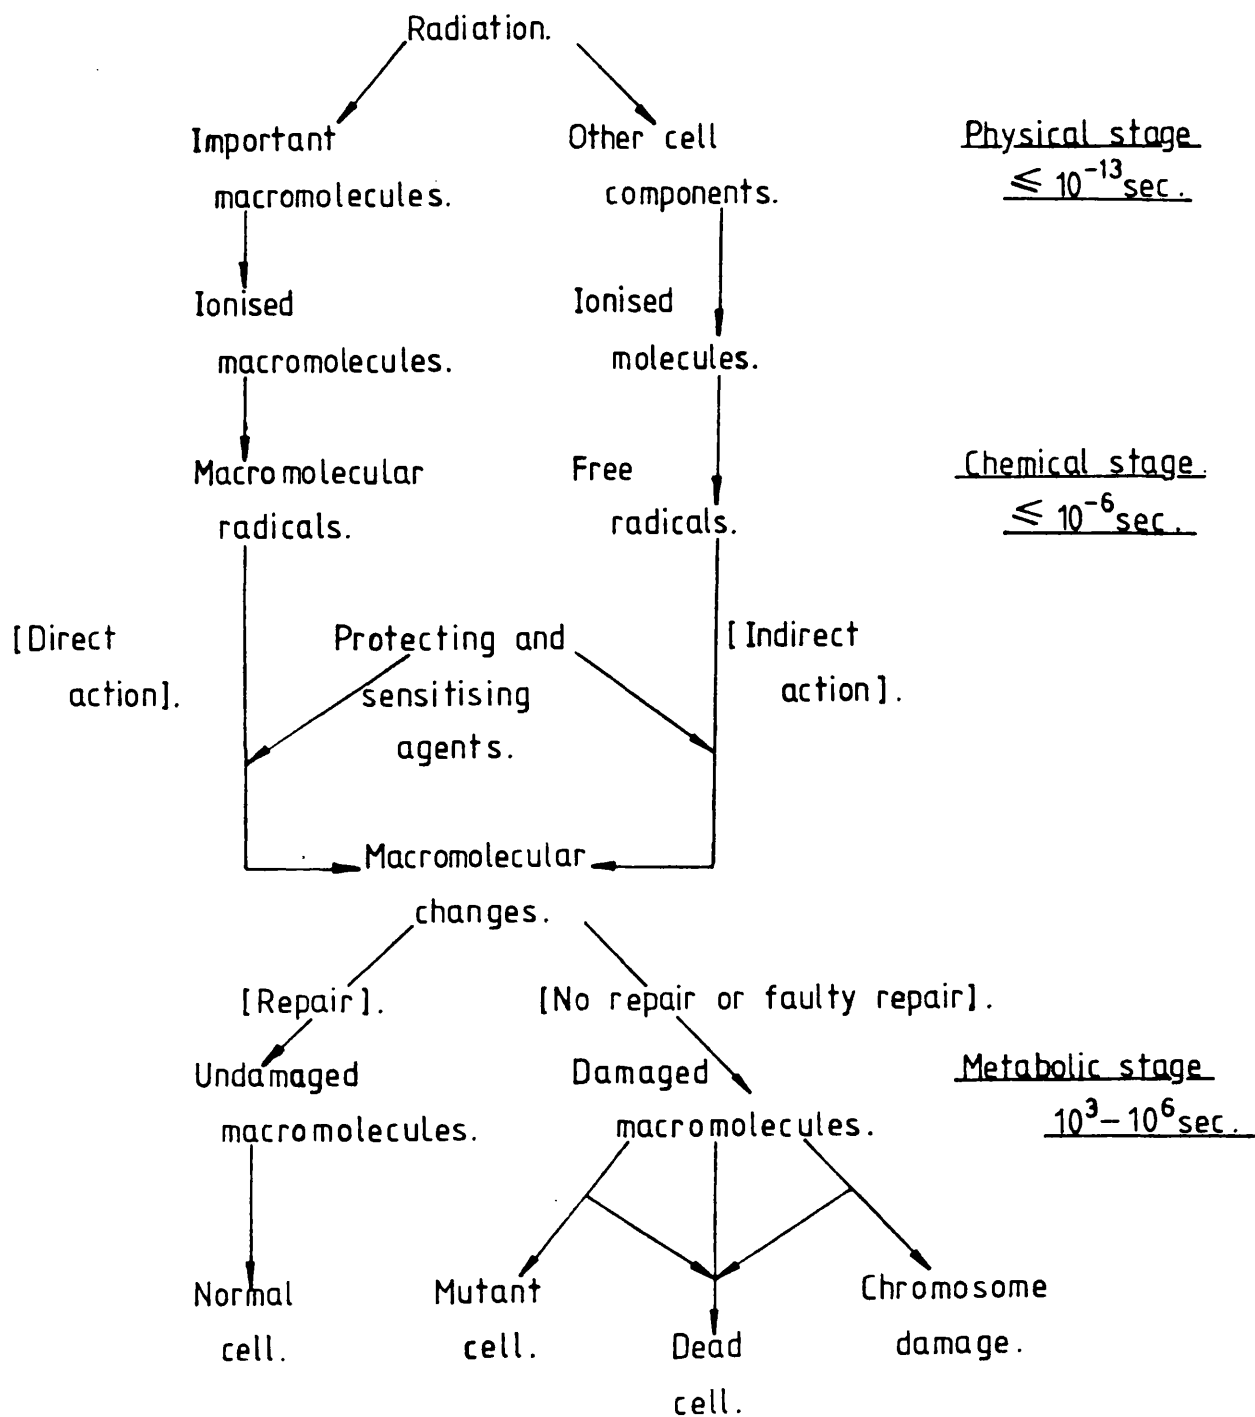 Radiation.
Important
macromolecules.
Other cell
components.
Physical stage
≤ 10⁻¹³sec.
Ionised
macromolecules.
Ionised
molecules.
Macromolecular
radicals.
Free
radicals.
Chemical stage.
≤ 10⁻⁶sec.
[Direct
action].
Protecting and
sensitising
agents.
[Indirect
action].
Macromolecular
changes.
[Repair].
[No repair or faulty repair].
Undamaged
macromolecules.
Damaged
macromolecules.
Metabolic stage
10³–10⁶sec.
Normal
cell.
Mutant
cell.
Dead
cell.
Chromosome
damage.